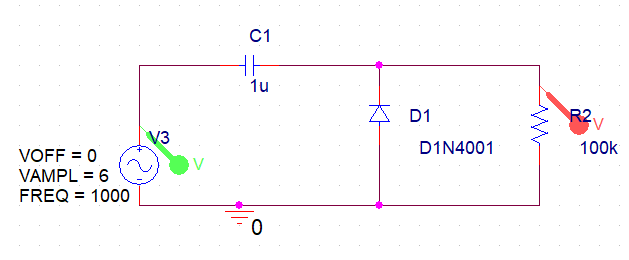 C1
1u
V3
V
VOFF = 0
VAMPL = 6
FREQ = 1000
D1
D1N4001
R2
V
100k
0